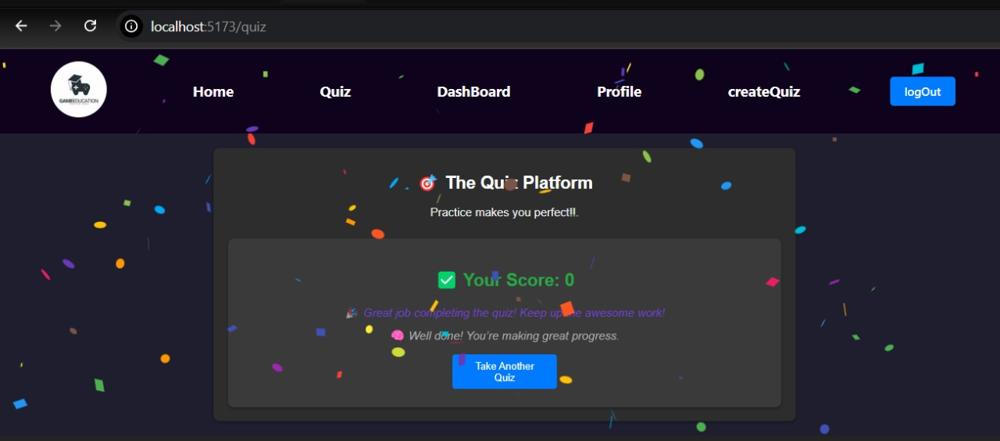 localhost:5173/quiz
GAMEEDUCATION
Home
Quiz
DashBoard
Profile
createQuiz
logOut
🎯 The Quiz Platform
Practice makes you perfect!!.
✅ Your Score: 0
🎉 Great job completing the quiz! Keep up the awesome work!
🧠 Well done! You're making great progress.
Take Another
Quiz